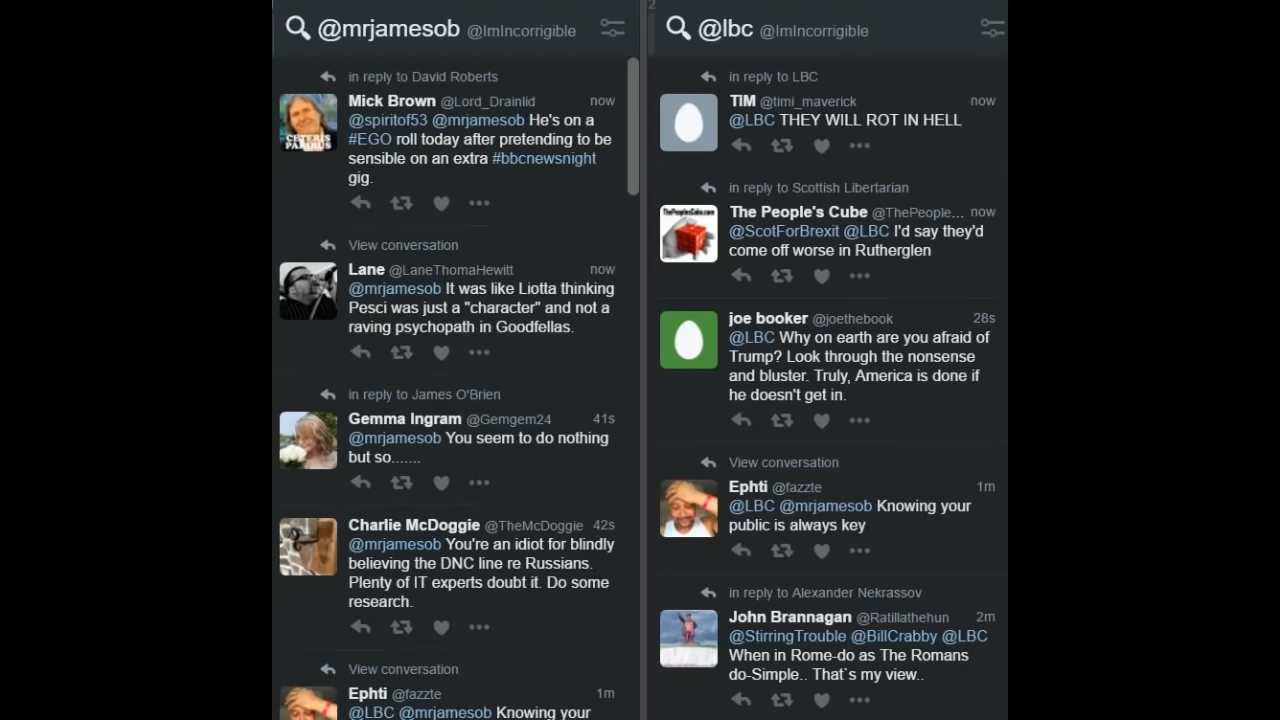 @mrjamesob @ImIncorrigible
in reply to David Roberts
Mick Brown @Lord_Drainlid now
@spiritof53 @mrjamesob He's on a
#EGO roll today after pretending to be
sensible on an extra #bbcnewsnight
gig.
View conversation
Lane @LaneThomaHewitt now
@mrjamesob It was like Liotta thinking
Pesci was just a "character" and not a
raving psychopath in Goodfellas.
in reply to James O'Brien
Gemma Ingram @Gemgem24 41s
@mrjamesob You seem to do nothing
but so.......
Charlie McDoggie @TheMcDoggie 42s
@mrjamesob You're an idiot for blindly
believing the DNC line re Russians.
Plenty of IT experts doubt it. Do some
research.
View conversation
Ephti @fazzte 1m
@LBC @mrjamesob Knowing your
2
@lbc @ImIncorrigible
in reply to LBC
TIM @timi_maverick now
@LBC THEY WILL ROT IN HELL
in reply to Scottish Libertarian
The People's Cube @ThePeople... now
@ScotForBrexit @LBC I'd say they'd
come off worse in Rutherglen
joe booker @joethebook 28s
@LBC Why on earth are you afraid of
Trump? Look through the nonsense
and bluster. Truly, America is done if
he doesn't get in.
View conversation
Ephti @fazzte 1m
@LBC @mrjamesob Knowing your
public is always key
in reply to Alexander Nekrassov
John Brannagan @Ratillathehun 2m
@StirringTrouble @BillCrabby @LBC
When in Rome-do as The Romans
do-Simple.. That`s my view..
CETERIS
PARIBUS
ThePeoplesCube.com